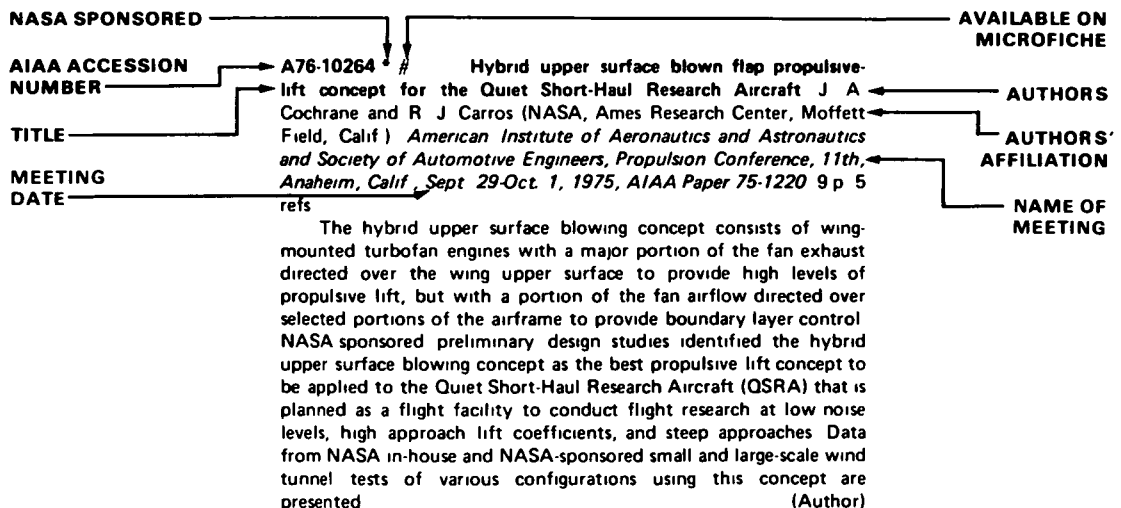 NASA SPONSORED
AVAILABLE ON
MICROFICHE
AIAA ACCESSION
NUMBER
A76-10264 * # Hybrid upper surface blown flap propulsive-
lift concept for the Quiet Short-Haul Research Aircraft J A
AUTHORS
Cochrane and R J Carros (NASA, Ames Research Center, Moffett
TITLE
Field, Calif ) American Institute of Aeronautics and Astronautics
AUTHORS'
AFFILIATION
and Society of Automotive Engineers, Propulsion Conference, 11th,
MEETING
DATE
Anaheim, Calif , Sept 29-Oct. 1, 1975, AIAA Paper 75-1220 9 p 5
refs
NAME OF
MEETING
The hybrid upper surface blowing concept consists of wing-
mounted turbofan engines with a major portion of the fan exhaust
directed over the wing upper surface to provide high levels of
propulsive lift, but with a portion of the fan airflow directed over
selected portions of the airframe to provide boundary layer control
NASA sponsored preliminary design studies identified the hybrid
upper surface blowing concept as the best propulsive lift concept to
be applied to the Quiet Short-Haul Research Aircraft (QSRA) that is
planned as a flight facility to conduct flight research at low noise
levels, high approach lift coefficients, and steep approaches Data
from NASA in-house and NASA-sponsored small and large-scale wind
tunnel tests of various configurations using this concept are
presented (Author)